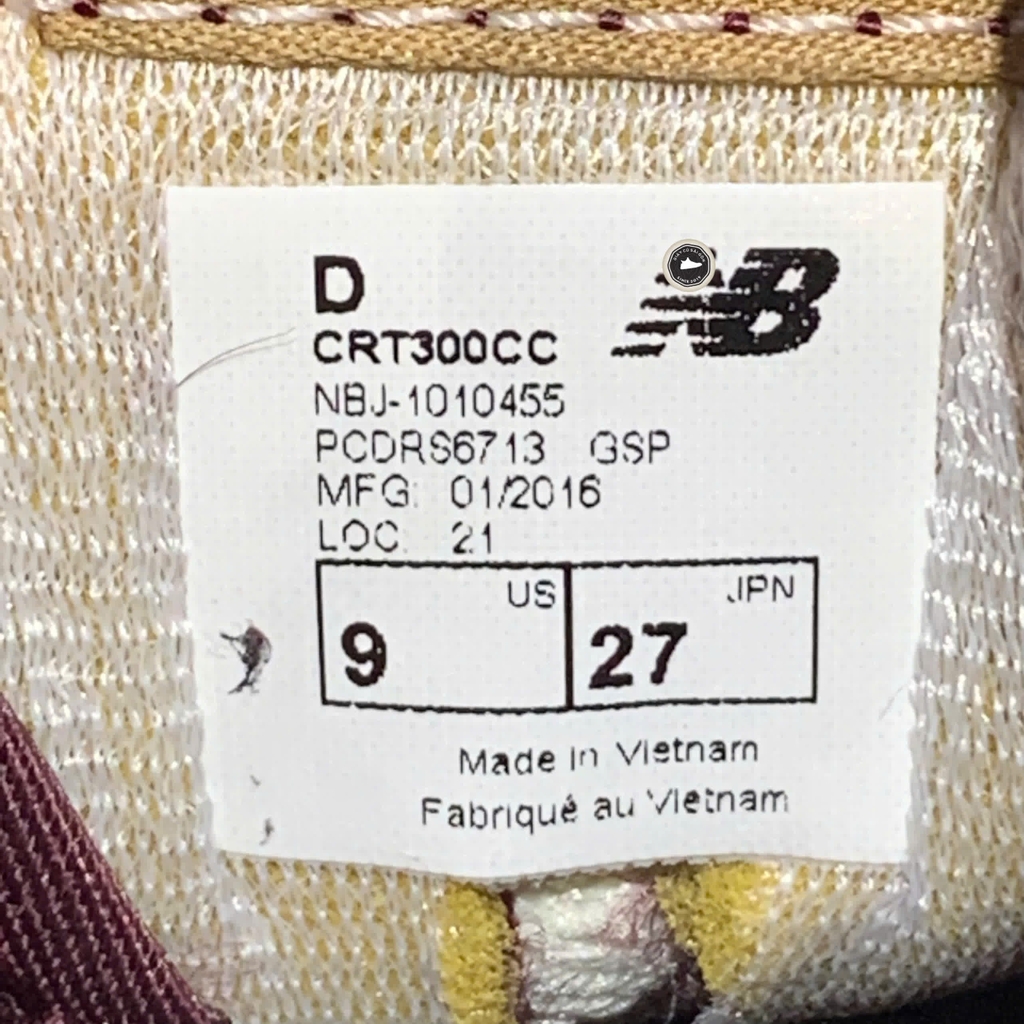 D
NB
CRT300CC
NBJ-1010455
PCDRS6713 GSP
MFG: 01/2016
LOC: 21
US JPN
9 27
Made in Vietnam
Fabriqué au Vietnam